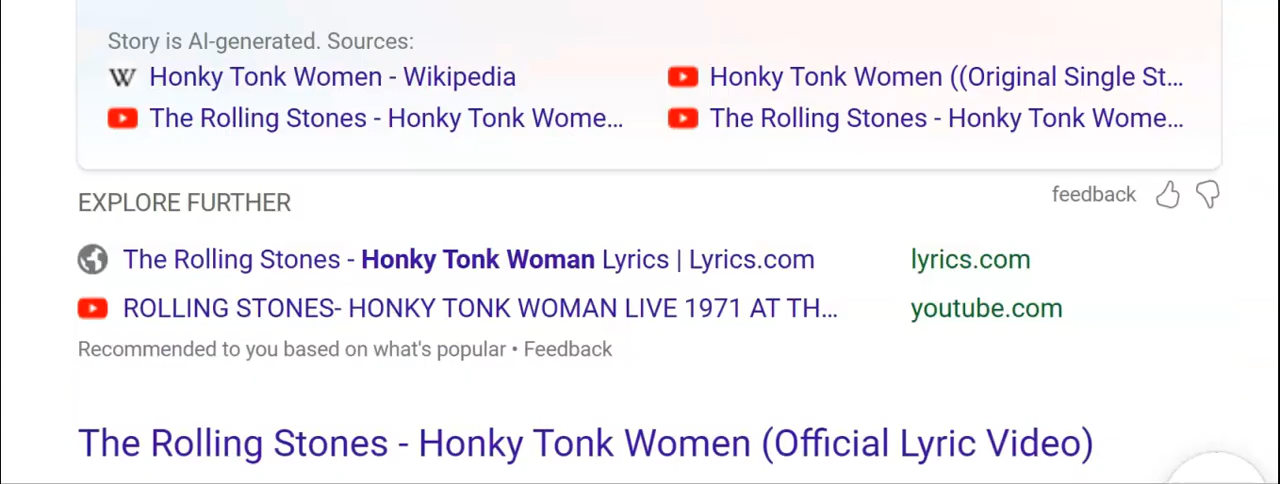 Story is AI-generated. Sources:
W Honky Tonk Women - Wikipedia
Honky Tonk Women ((Original Single St...
The Rolling Stones - Honky Tonk Wome...
The Rolling Stones - Honky Tonk Wome...
EXPLORE FURTHER
feedback
The Rolling Stones - Honky Tonk Woman Lyrics | Lyrics.com
lyrics.com
ROLLING STONES- HONKY TONK WOMAN LIVE 1971 AT TH...
youtube.com
Recommended to you based on what's popular • Feedback
The Rolling Stones - Honky Tonk Women (Official Lyric Video)